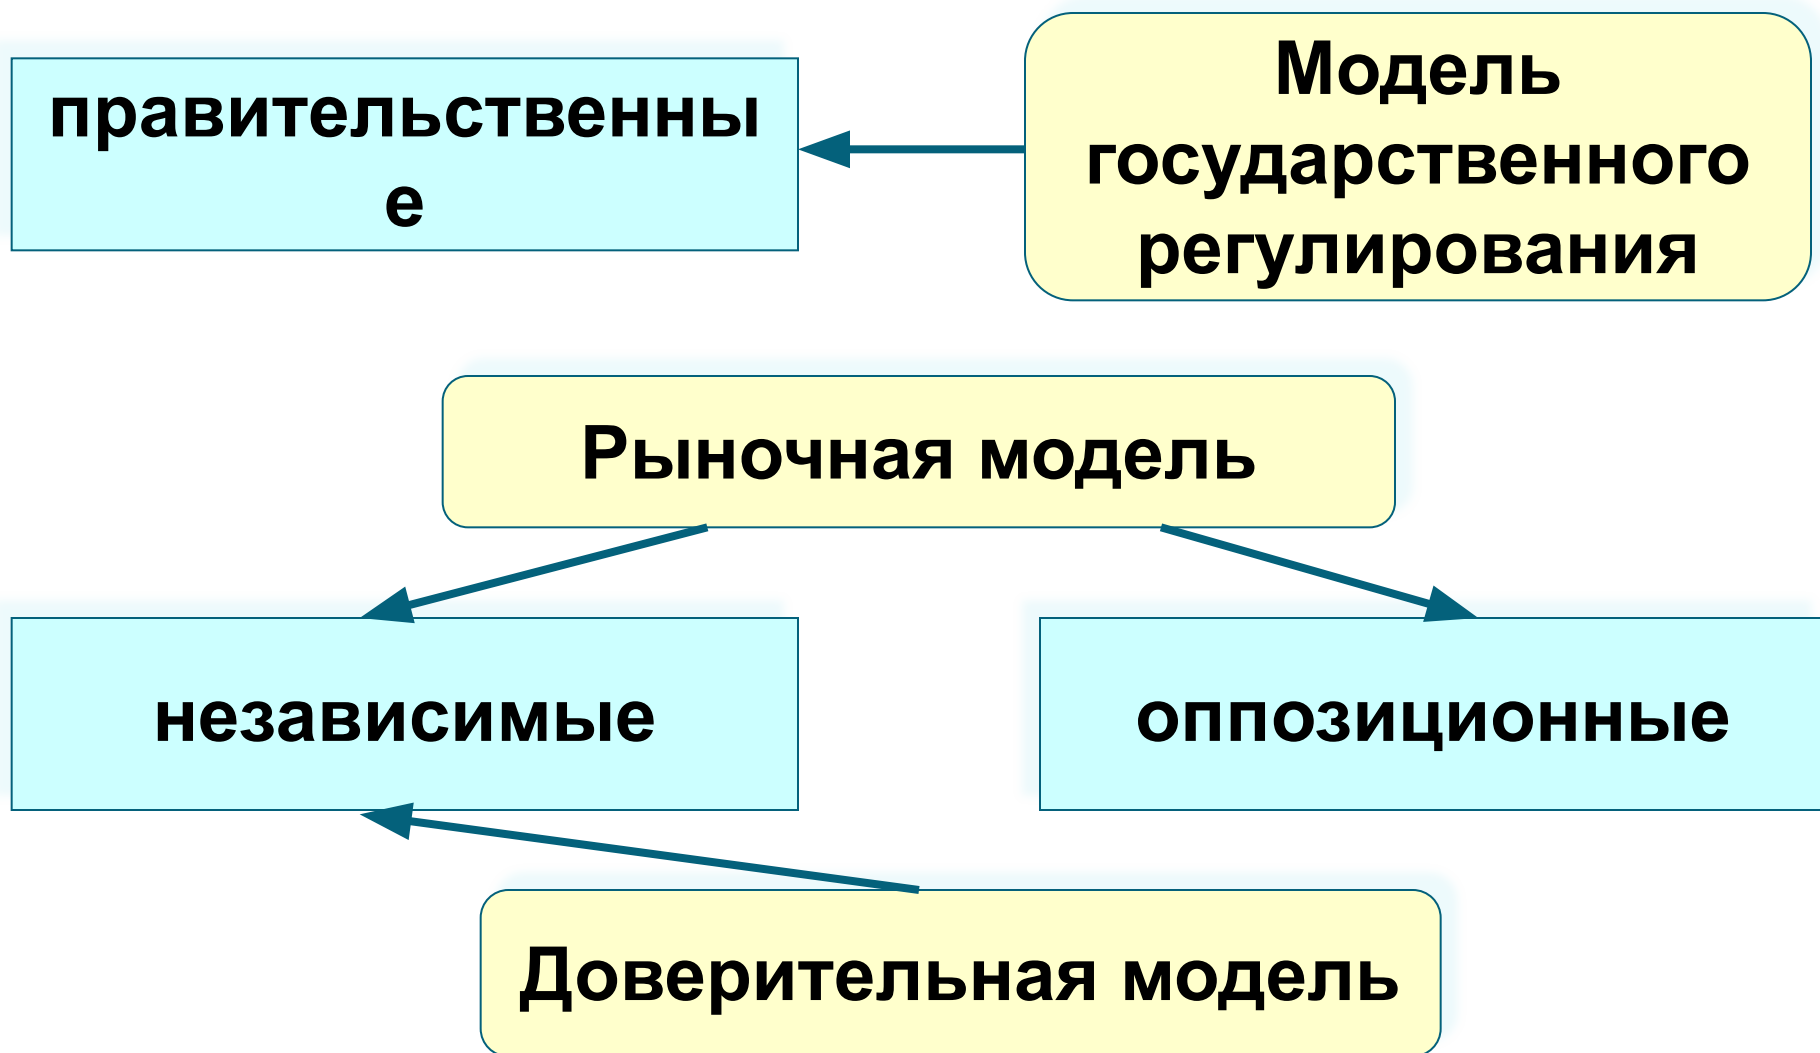 правительственны
е
Модель
государственного
регулирования
Рыночная модель
независимые
оппозиционные
Доверительная модель